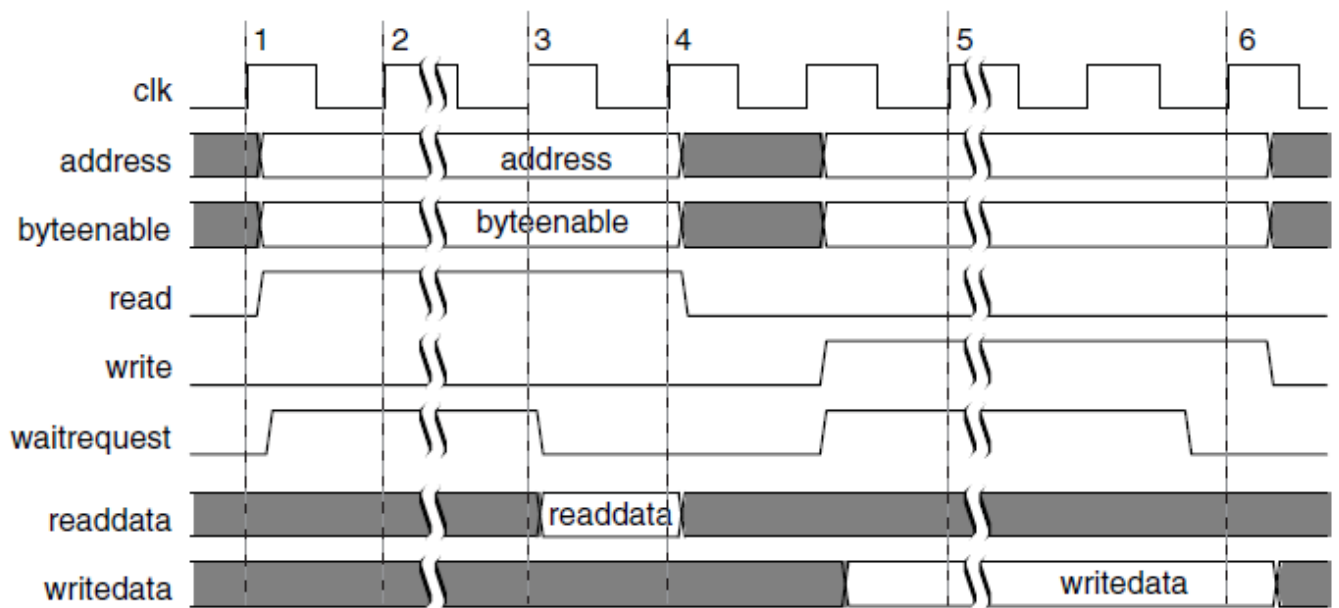 1 2 3 4 5 6
clk
address address
byteenable byteenable
read
write
waitrequest
readdata readdata
writedata writedata